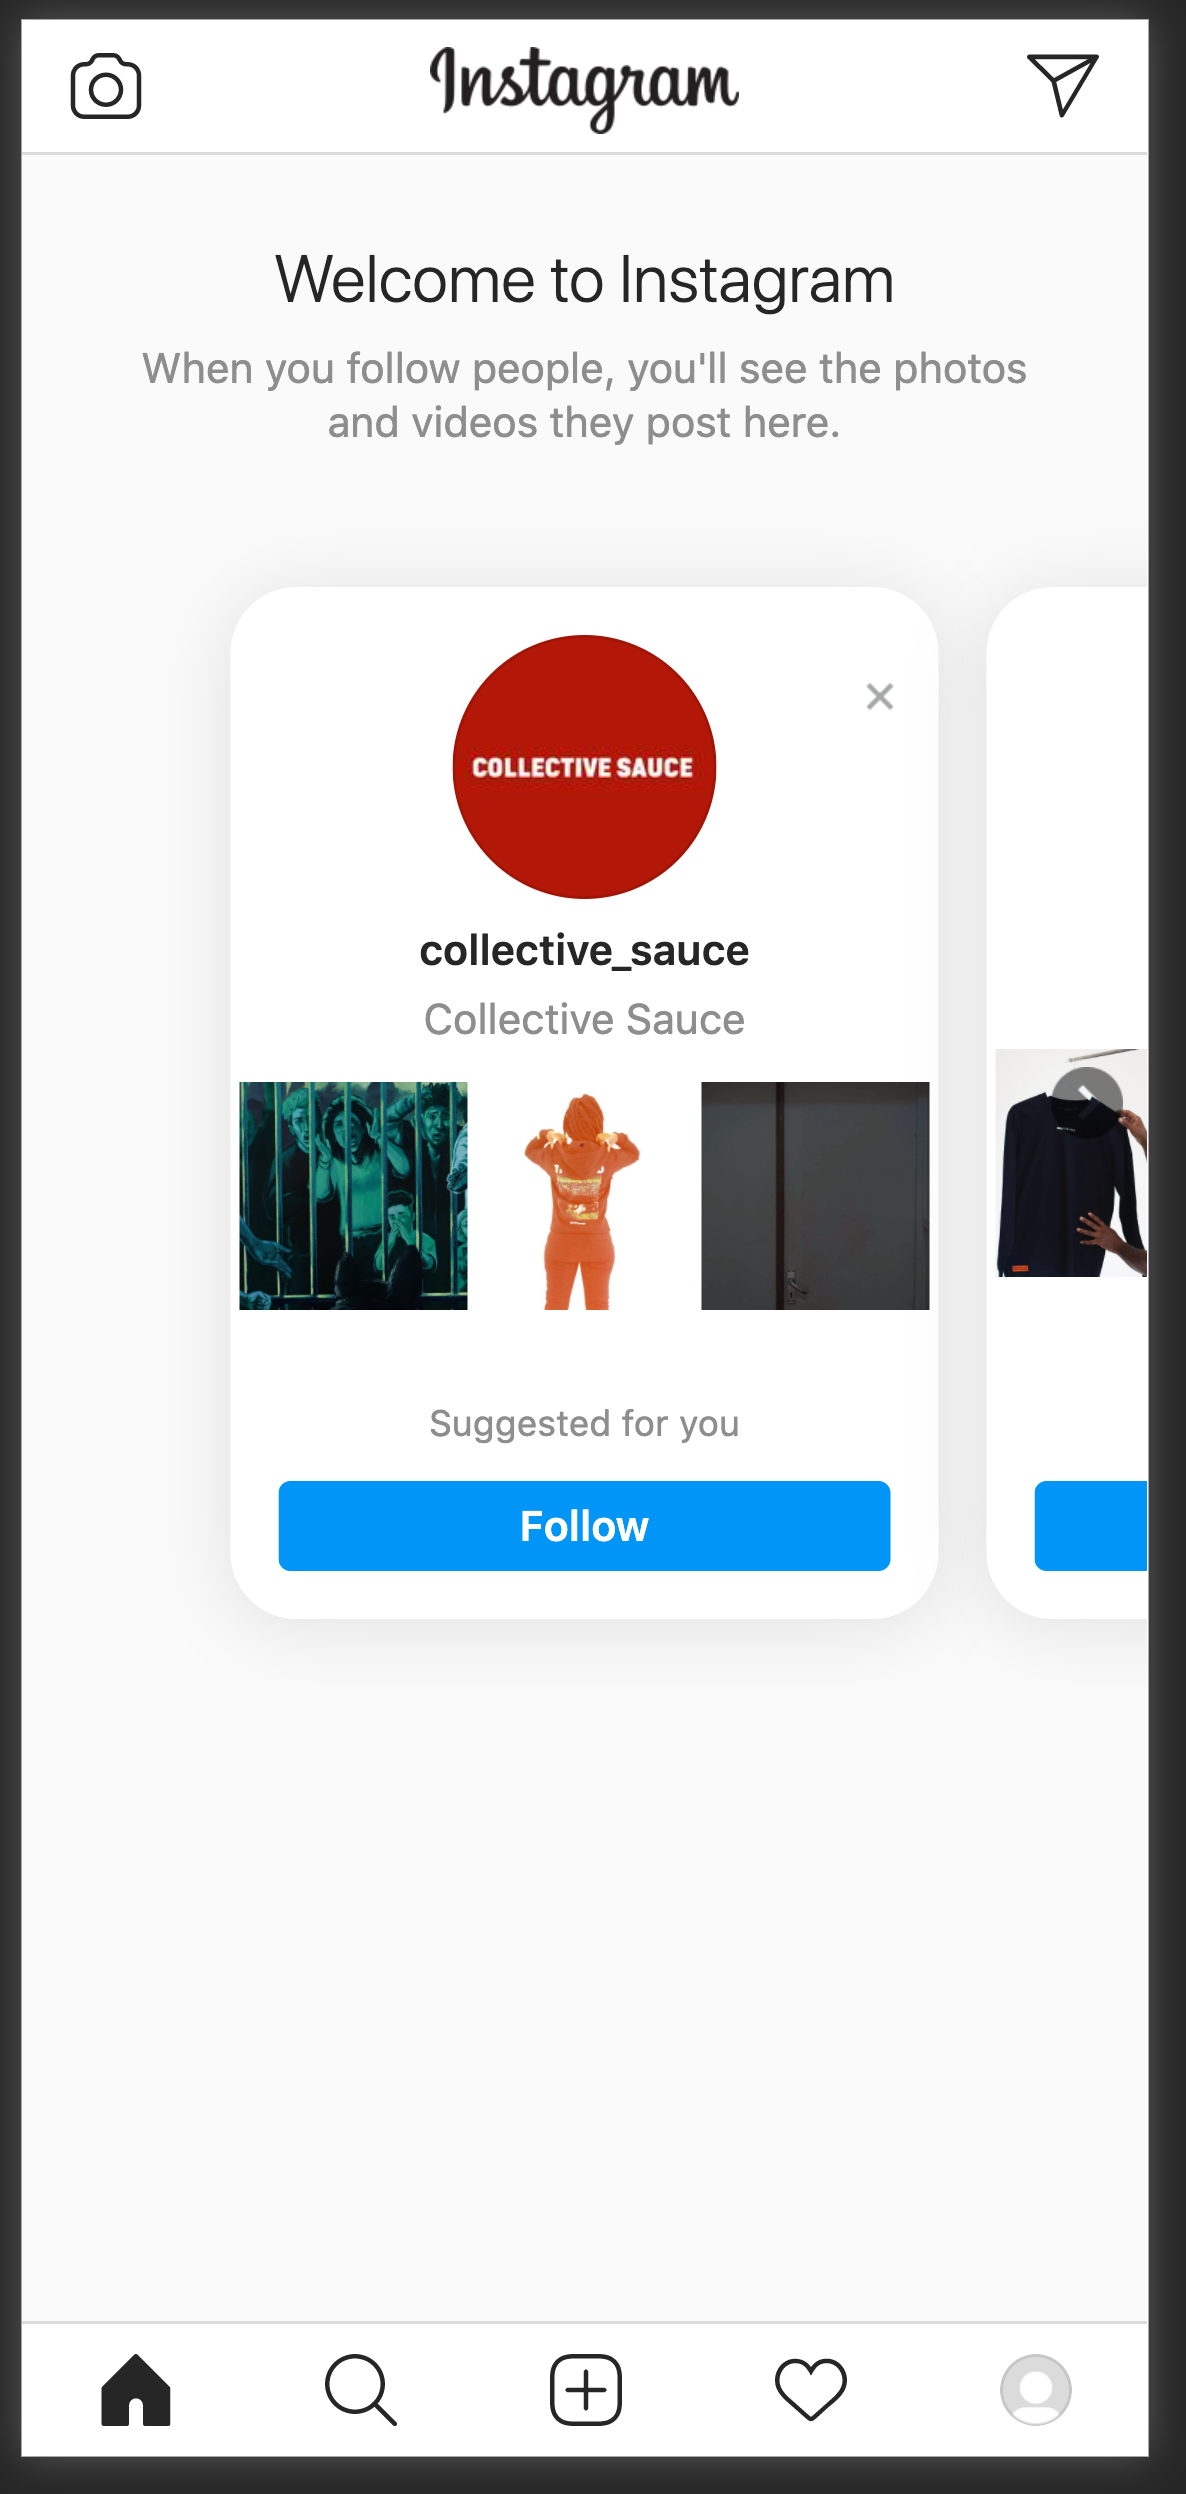 Instagram
Welcome to Instagram
When you follow people, you'll see the photos
and videos they post here.
COLLECTIVE SAUCE
collective_sauce
Collective Sauce
Suggested for you
Follow